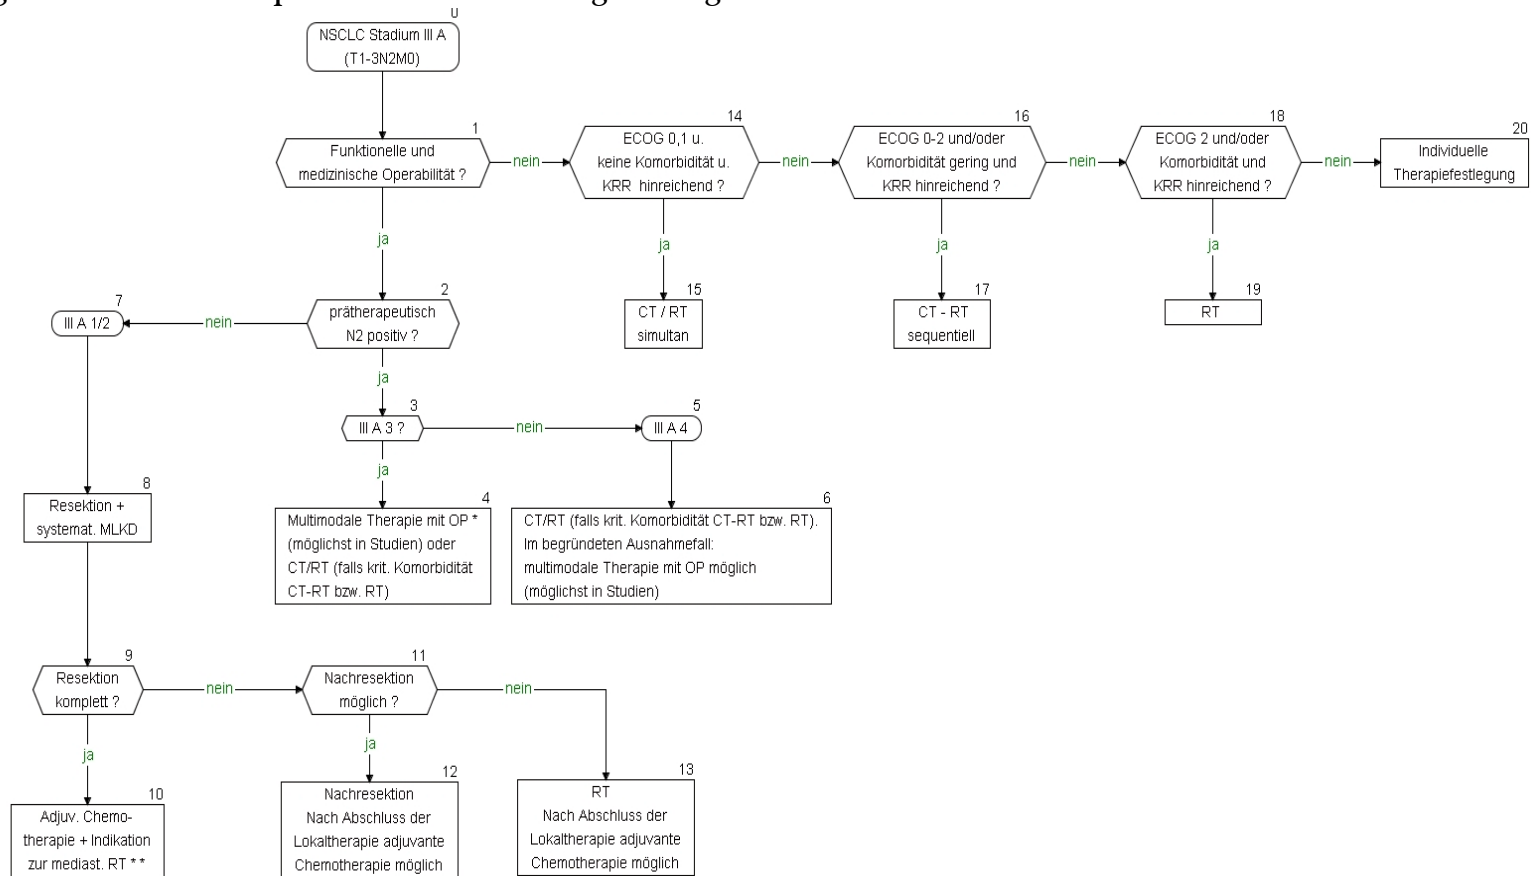 0
NSCLC Stadium III A
(T1-3N2M0)
1
Funktionelle und
medizinische Operabilität ?
nein
14
ECOG 0,1 u.
keine Komorbidität u.
KRR hinreichend ?
nein
16
ECOG 0-2 und/oder
Komorbidität gering und
KRR hinreichend ?
nein
18
ECOG 2 und/oder
Komorbidität und
KRR hinreichend ?
nein
20
Individuelle
Therapiefestlegung
ja
ja
ja
ja
2
prätherapeutisch
N2 positiv ?
nein
7
III A 1/2
15
CT / RT
simultan
17
CT - RT
sequentiell
19
RT
ja
3
III A 3 ?
nein
5
III A 4
ja
8
Resektion +
systemat. MLKD
4
Multimodale Therapie mit OP *
(möglichst in Studien) oder
CT/RT (falls krit. Komorbidität
CT-RT bzw. RT)
6
CT/RT (falls krit. Komorbidität CT-RT bzw. RT).
Im begründeten Ausnahmefall:
multimodale Therapie mit OP möglich
(möglichst in Studien)
9
Resektion
komplett ?
nein
11
Nachresektion
möglich ?
nein
ja
ja
10
Adjuv. Chemo-
therapie + Indikation
zur mediast. RT * *
12
Nachresektion
Nach Abschluss der
Lokaltherapie adjuvante
Chemotherapie möglich
13
RT
Nach Abschluss der
Lokaltherapie adjuvante
Chemotherapie möglich